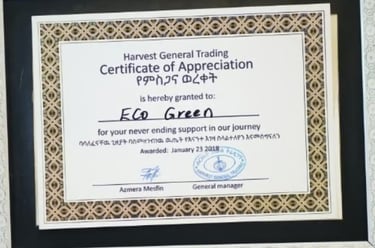 Harvest General Trading
Certificate of Appreciation
የምስጋና ወረቀት
is hereby granted to:
Eco Green
for your never ending support in our journey
Awarded: January 23 2018
Azmera Mesfin General manager